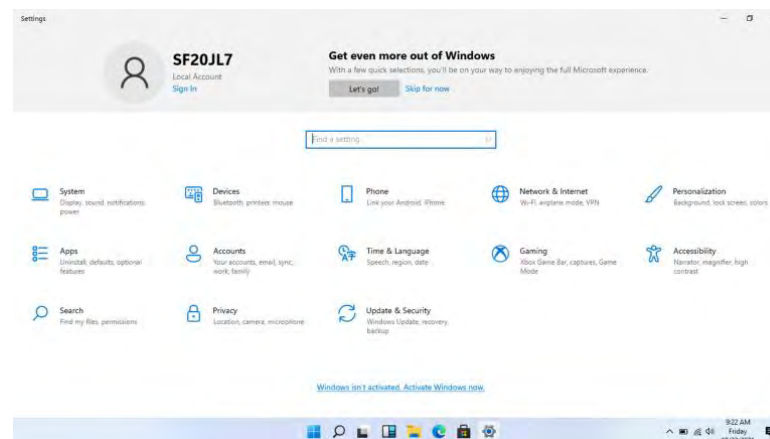 Settings
SF20JL7
Local Account
Sign in
Get even more out of Windows
With a few quick selections, you'll be on your way to enjoying the full Microsoft experience.
Let's go!
Skip for now
Find a setting
System
Display, sound, notifications, power
Devices
Bluetooth, printers, mouse
Phone
Link your Android, iPhone
Network & Internet
Wi-Fi, airplane mode, VPN
Personalization
Background, lock screen, colors
Apps
Uninstall, defaults, optional features
Accounts
Your accounts, email, sync, work, family
Time & Language
Speech, region, date
Gaming
Xbox Game Bar, captures, Game Mode
Accessibility
Narrator, magnifier, high contrast
Search
Find my files, permissions
Privacy
Location, camera, microphone
Update & Security
Windows Update, recovery, backup
Windows isn't activated. Activate Windows now.
9:22 AM
Friday